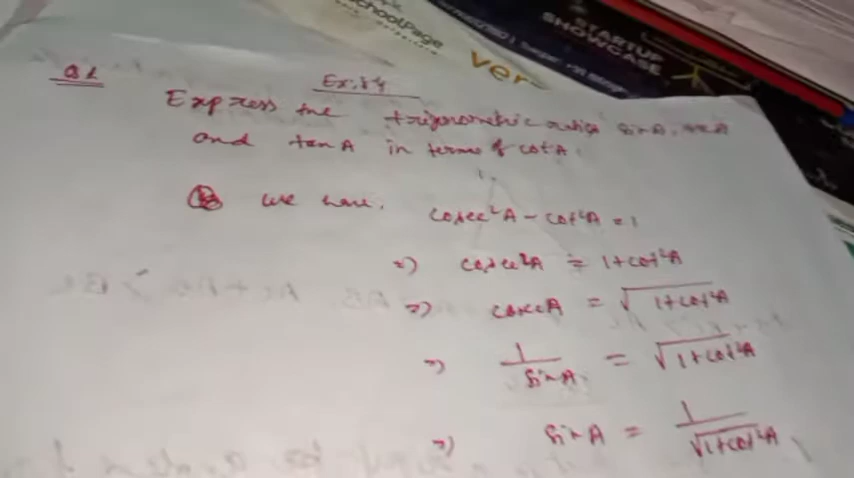 SchoolPage
STARTUP
SHOWCASE
ver
Q1
Ex. 8.4
Express the trigonometric ratios sin A, sec A
and tan A in terms of cot A.
We have,
cosec²A - cot²A = 1
=) cosec²A = 1+cot²A
=) cosec A = √1+cot²A
=) 1/sin A = √1+cot²A
=) sin A = 1/√1+cot²A